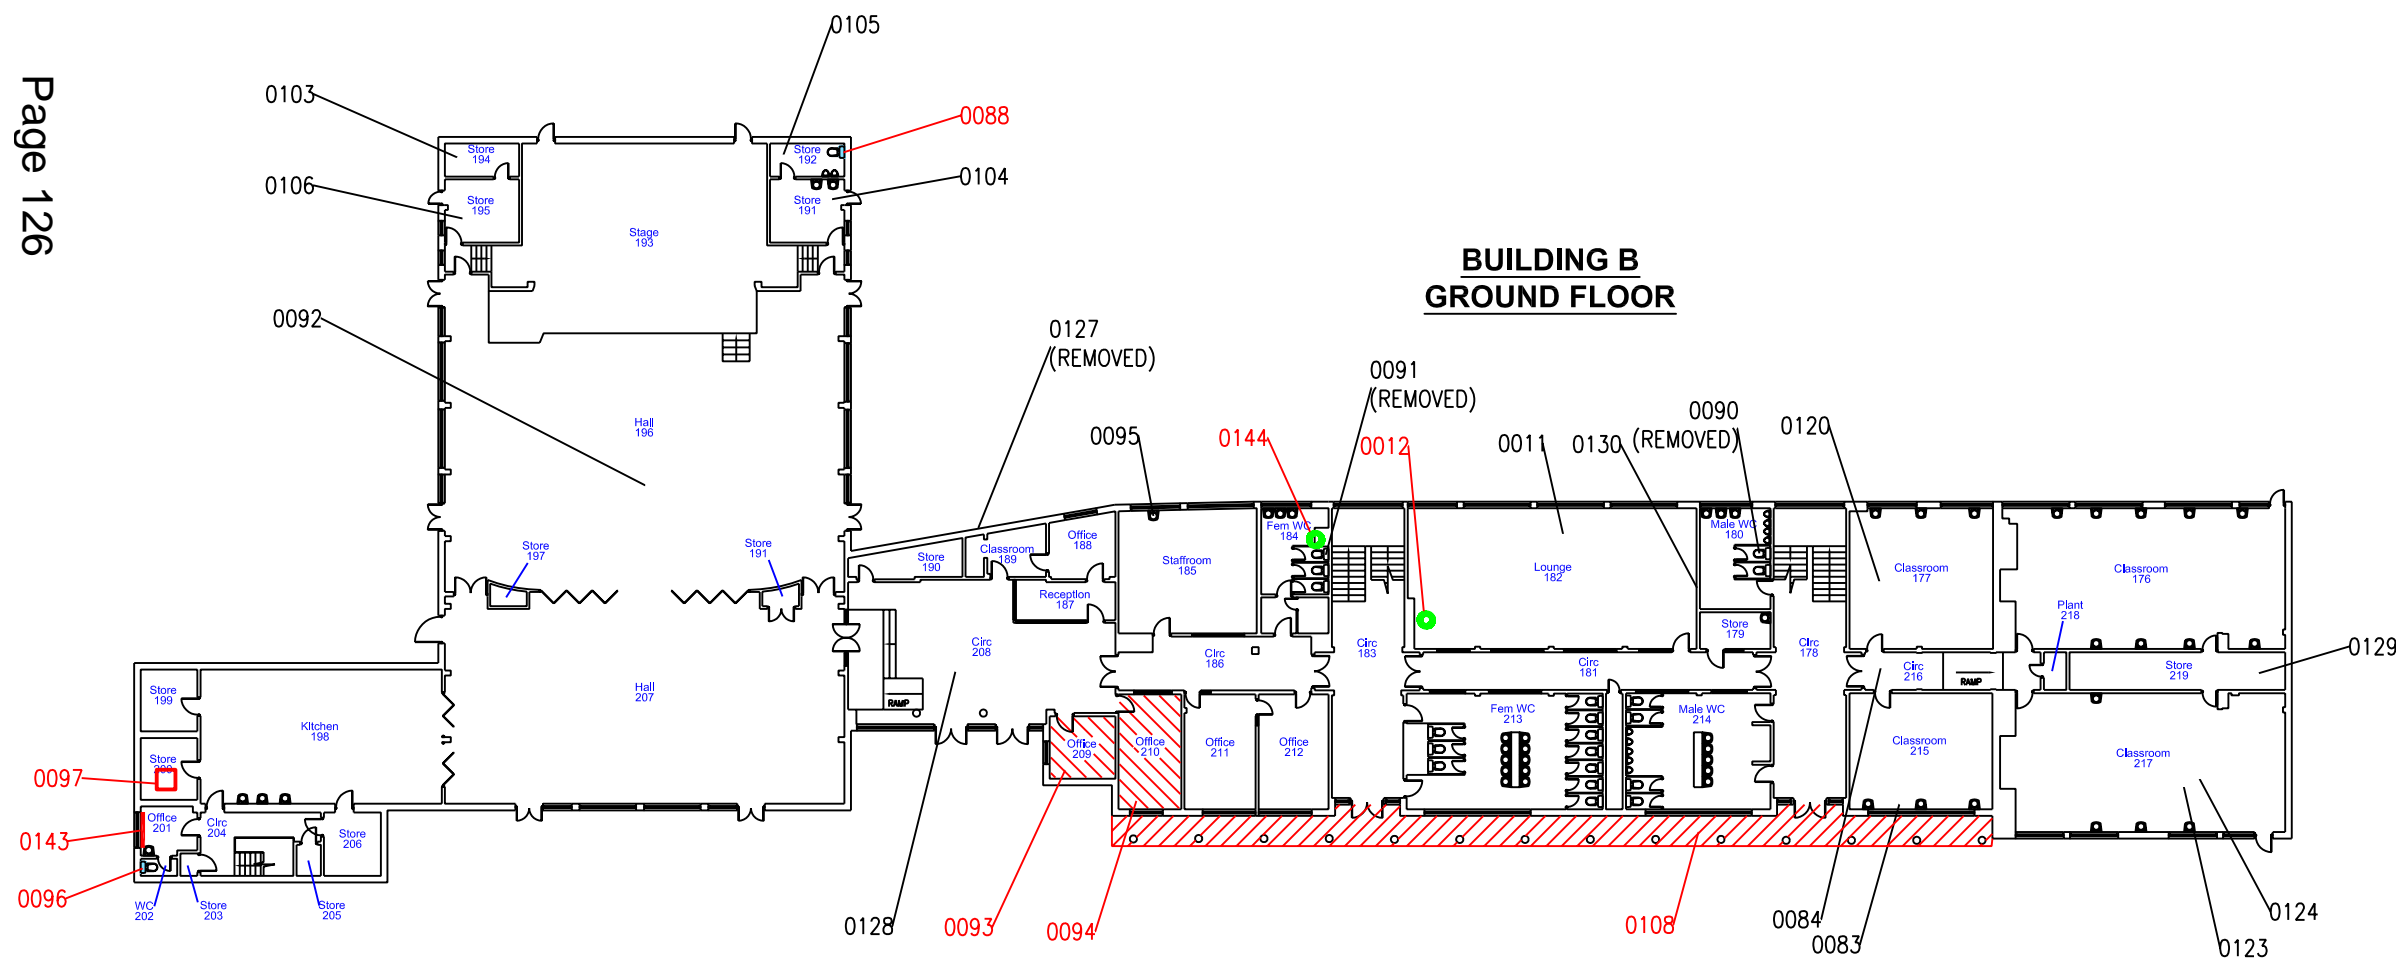 Page 126
0105
0103
0088
0106
0104
Store
194
Store
192
Store
195
Store
191
Stage
193
BUILDING B
GROUND FLOOR
0092
0127
(REMOVED)
0091
(REMOVED)
0090
(REMOVED)
0095
0144
0012
0011
0130
0120
Hall
196
Store
197
Store
191
Store
190
Classroom
189
Office
188
Reception
187
Staffroom
185
Fem WC
184
Lounge
182
Male WC
180
Store
179
Classroom
177
Classroom
176
Plant
218
Circ
208
Circ
186
Circ
183
Circ
181
Circ
178
Circ
216
RAMP
Store
219
0129
Hall
207
RAMP
Store
199
Kitchen
198
Store
200
0097
Office
209
Office
210
Office
211
Office
212
Fem WC
213
Male WC
214
Classroom
215
Classroom
217
Office
201
Circ
204
Store
206
0143
0096
WC
202
Store
203
Store
205
0128
0093
0094
0108
0084
0083
0124
0123